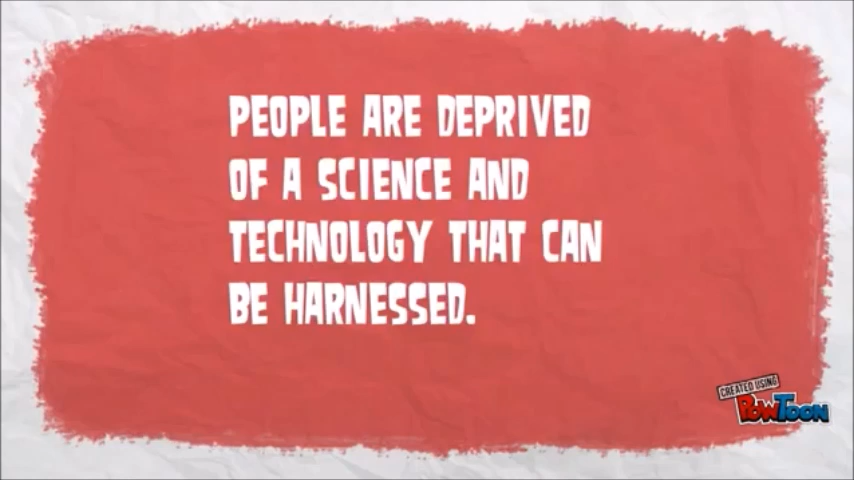 PEOPLE ARE DEPRIVED
OF A SCIENCE AND
TECHNOLOGY THAT CAN
BE HARNESSED.
CREATED USING
POWTOON